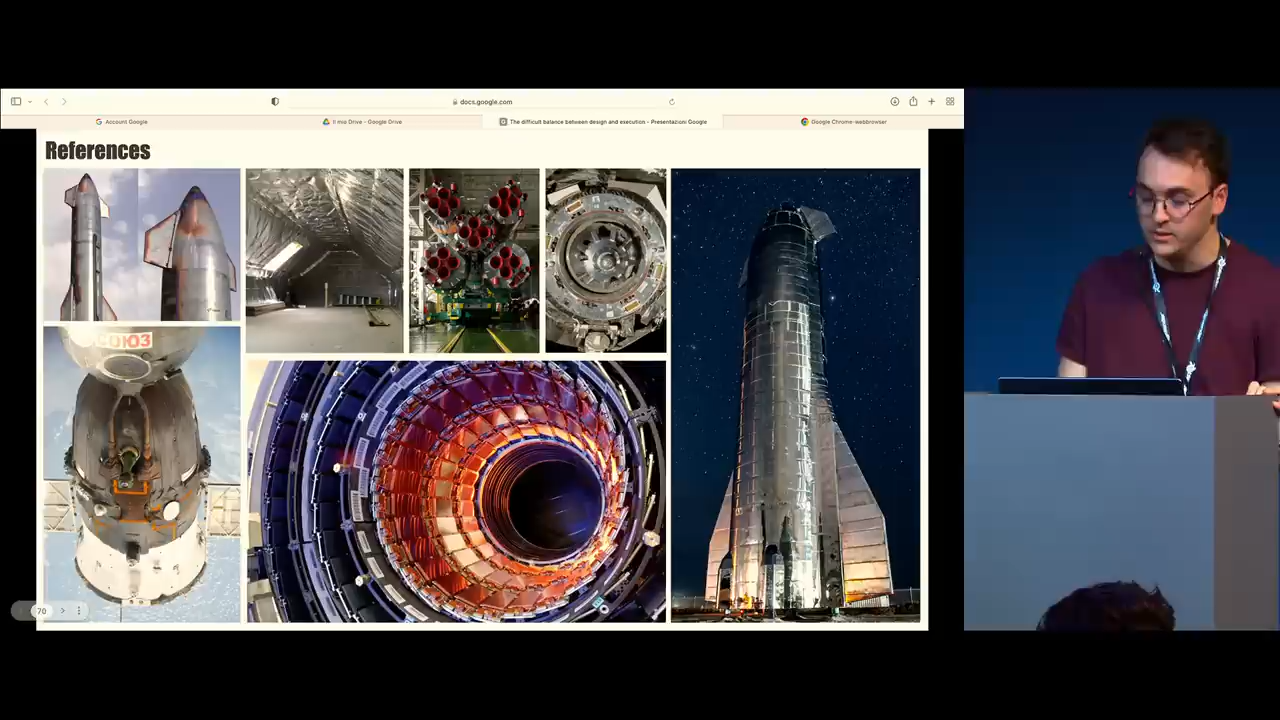 docs.google.com
Account Google
Il mio Drive - Google Drive
The difficult balance between design and execution - Presentazioni Google
Google Chrome-webbrowser
References
70